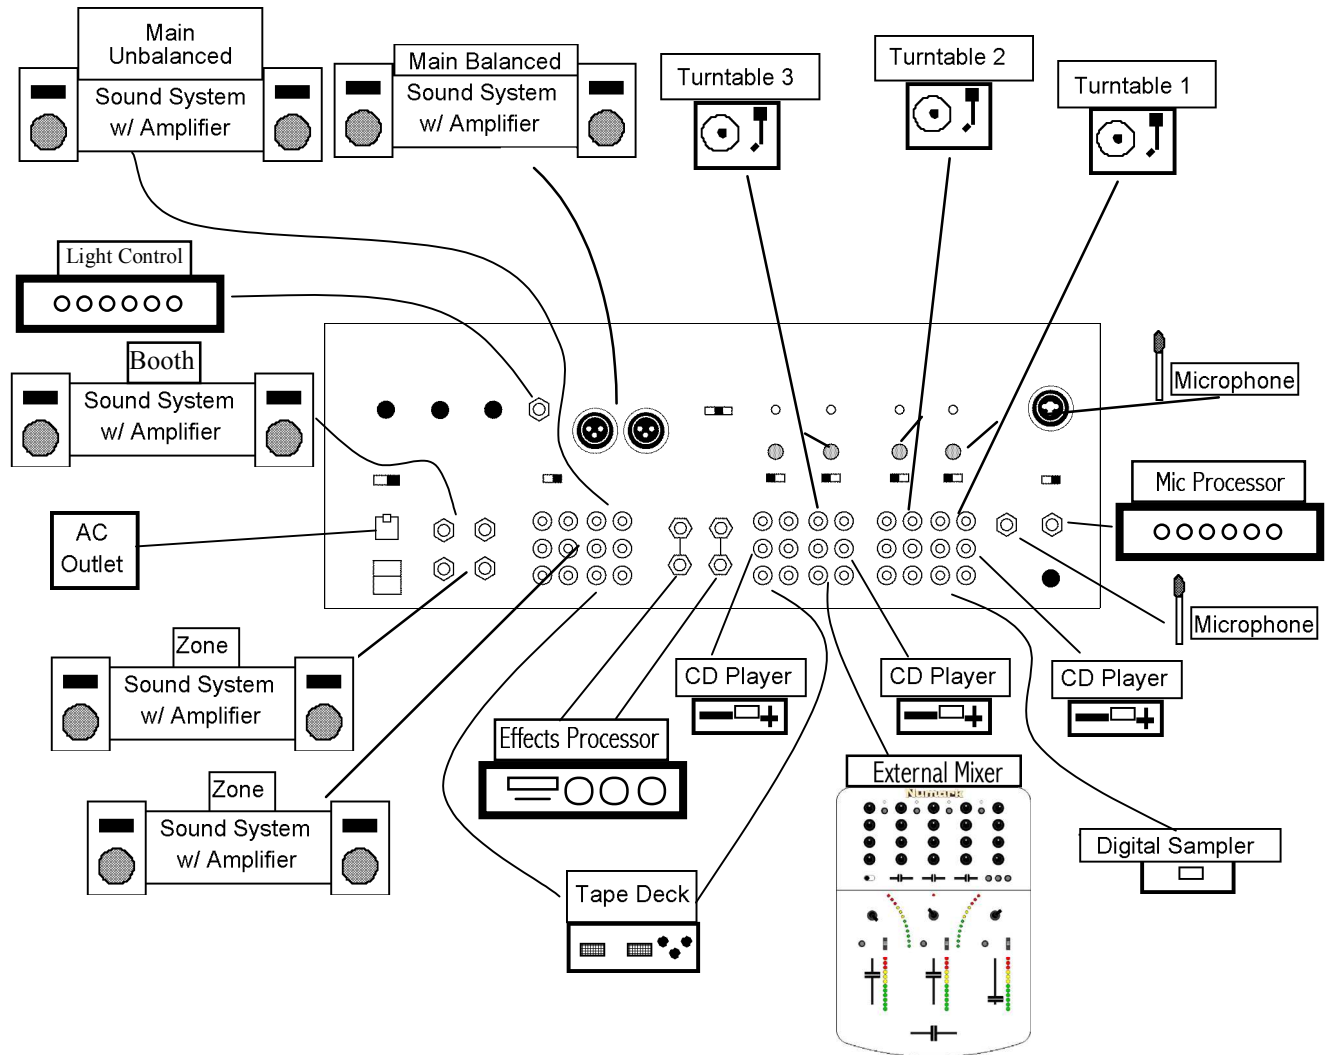 Main
Unbalanced
Sound System
w/ Amplifier
Main Balanced
Sound System
w/ Amplifier
Turntable 3
Turntable 2
Turntable 1
Light Control
Booth
Sound System
w/ Amplifier
Microphone
Mic Processor
AC
Outlet
Microphone
Zone
Sound System
w/ Amplifier
CD Player
CD Player
CD Player
Effects Processor
Zone
Sound System
w/ Amplifier
External Mixer
Numark
Digital Sampler
Tape Deck